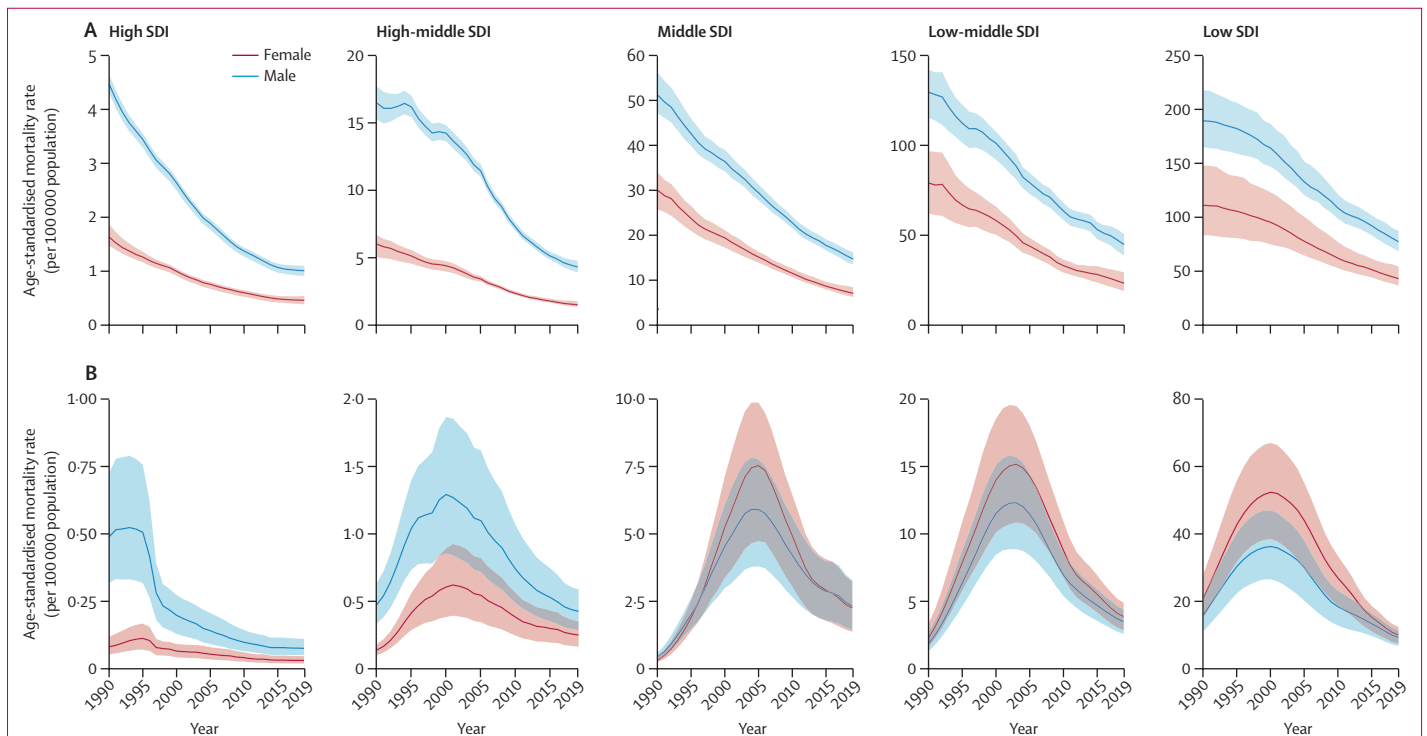 A
High SDI
High-middle SDI
Middle SDI
Low-middle SDI
Low SDI
Female
Male
Age-standardised mortality rate
(per 100 000 population)
5
4
3
2
1
0
20
15
10
5
0
60
50
40
30
20
10
0
150
100
50
0
250
200
150
100
50
0
B
Age-standardised mortality rate
(per 100 000 population)
1·00
0·75
0·50
0·25
0
2·0
1·5
1·0
0·5
0
10·0
7·5
5·0
2·5
0
20
15
10
5
0
80
60
40
20
0
1990 1995 2000 2005 2010 2015 2019
1990 1995 2000 2005 2010 2015 2019
1990 1995 2000 2005 2010 2015 2019
1990 1995 2000 2005 2010 2015 2019
1990 1995 2000 2005 2010 2015 2019
Year
Year
Year
Year
Year